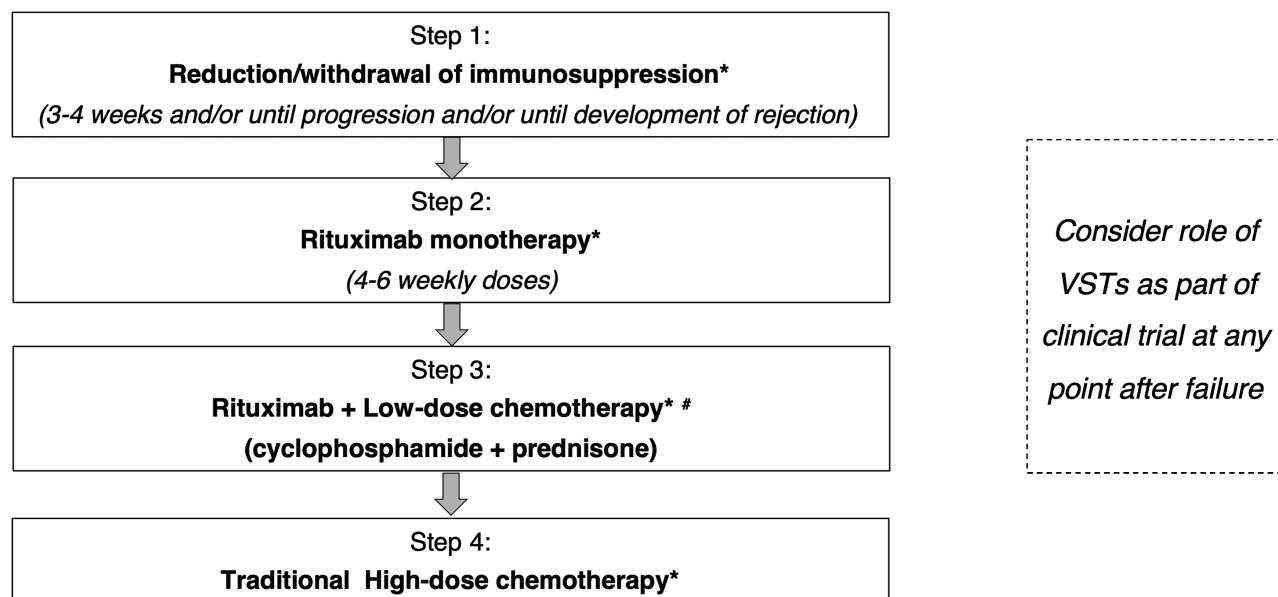 Step 1:
Reduction/withdrawal of immunosuppression*
(3-4 weeks and/or until progression and/or until development of rejection)
Step 2:
Rituximab monotherapy*
(4-6 weekly doses)
Step 3:
Rituximab + Low-dose chemotherapy* #
(cyclophosphamide + prednisone)
Step 4:
Traditional  High-dose chemotherapy*
Consider role of
VSTs as part of
clinical trial at any
point after failure